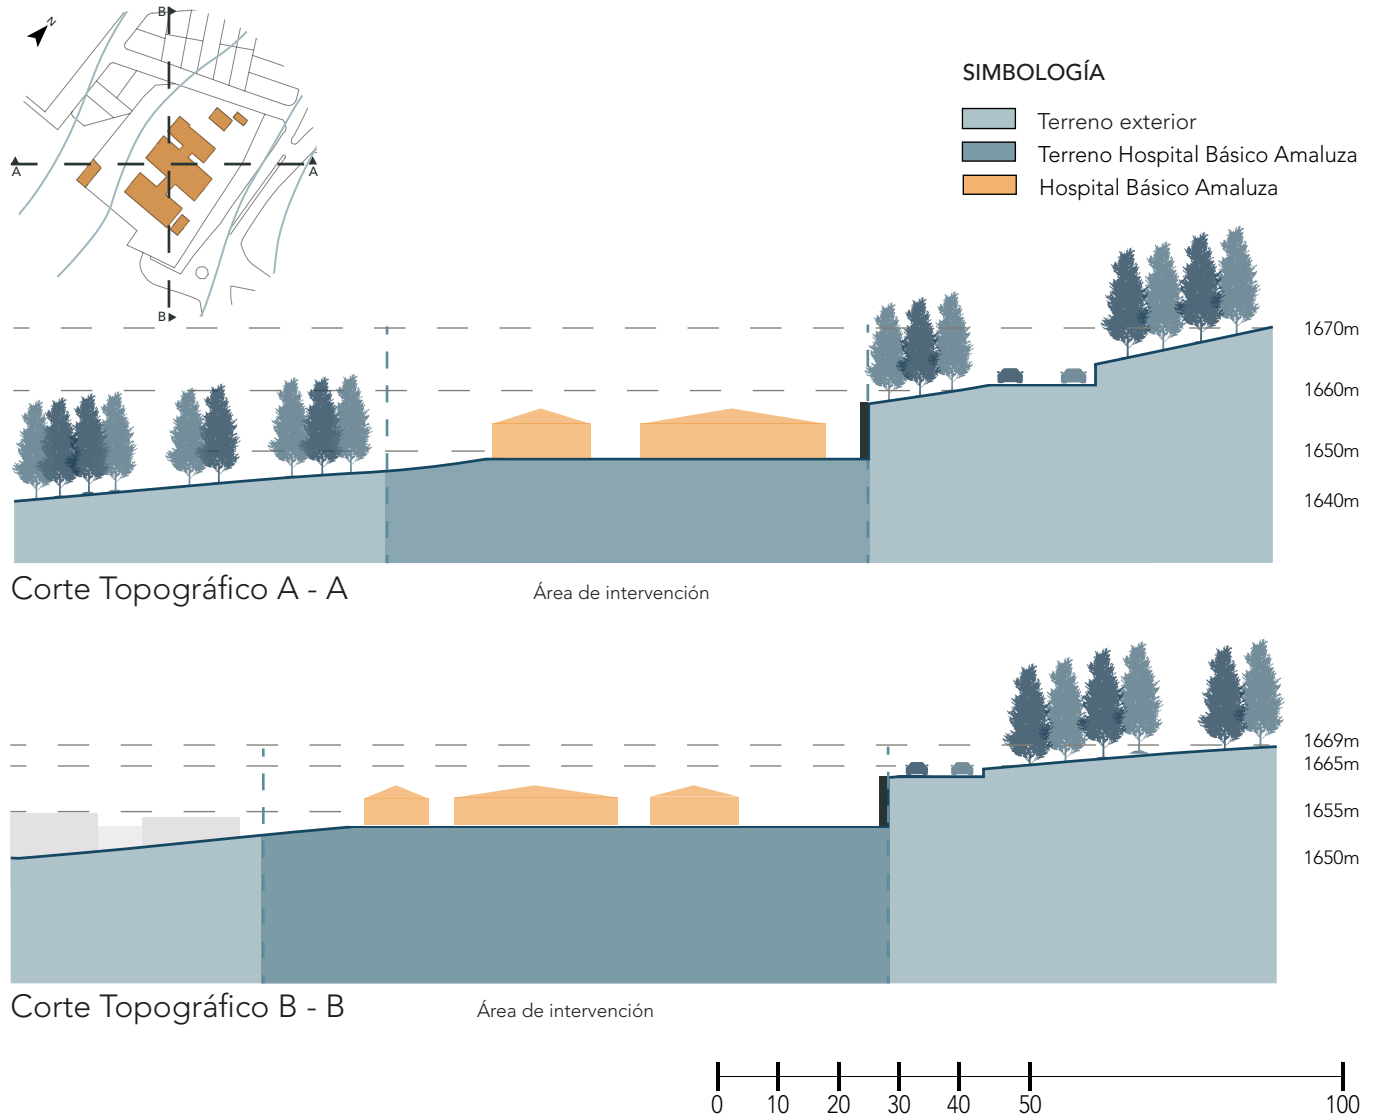 B
N
A
A
B
SIMBOLOGÍA
Terreno exterior
Terreno Hospital Básico Amaluza
Hospital Básico Amaluza
1670m
1660m
1650m
1640m
Corte Topográfico A - A
Área de intervención
1669m
1665m
1655m
1650m
Corte Topográfico B - B
Área de intervención
0 10 20 30 40 50 100